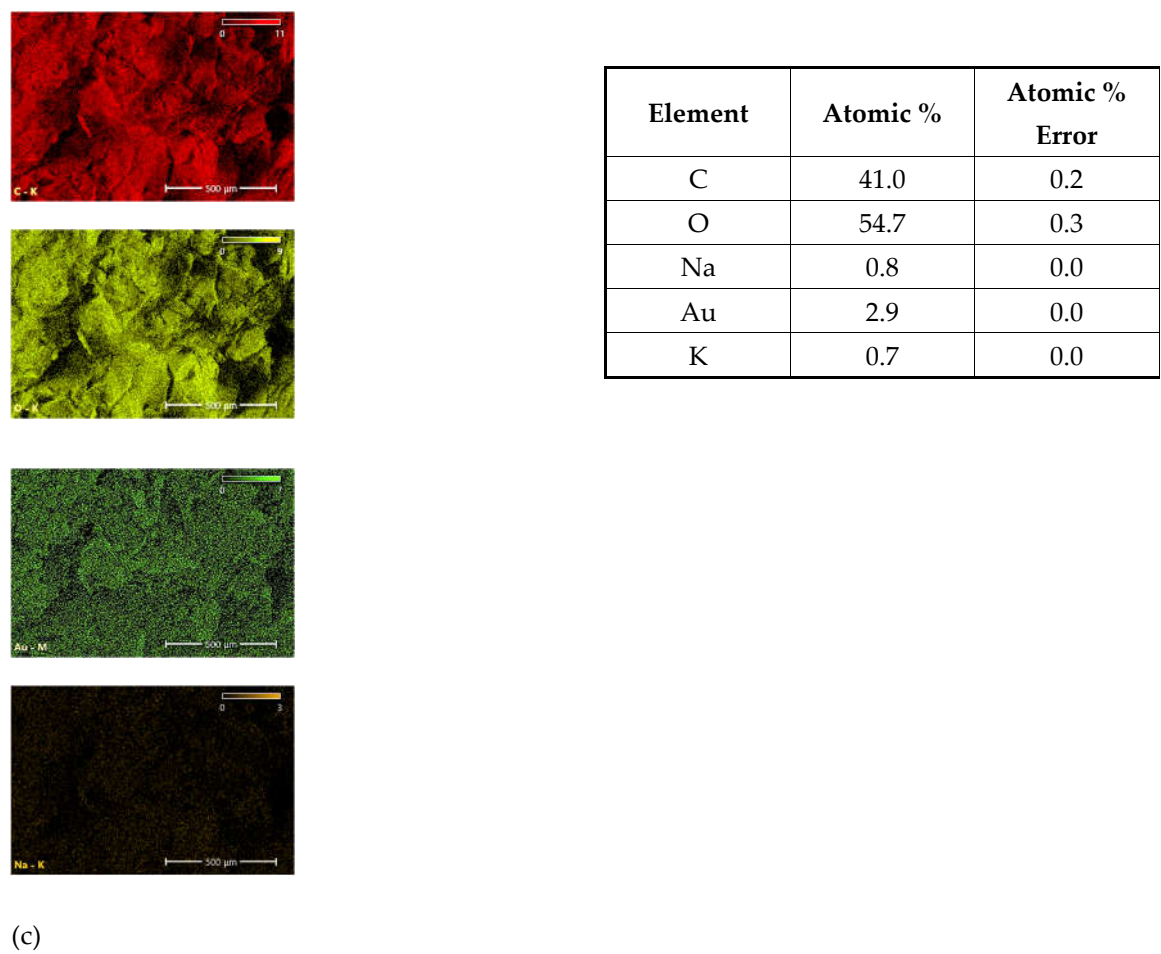 0 11
C - K
500 µm
0 9
O - K
500 µm
0
Au - M
500 µm
0 3
Na - K
500 µm
Element Atomic % Atomic %
Error
C 41.0 0.2
O 54.7 0.3
Na 0.8 0.0
Au 2.9 0.0
K 0.7 0.0
(c)